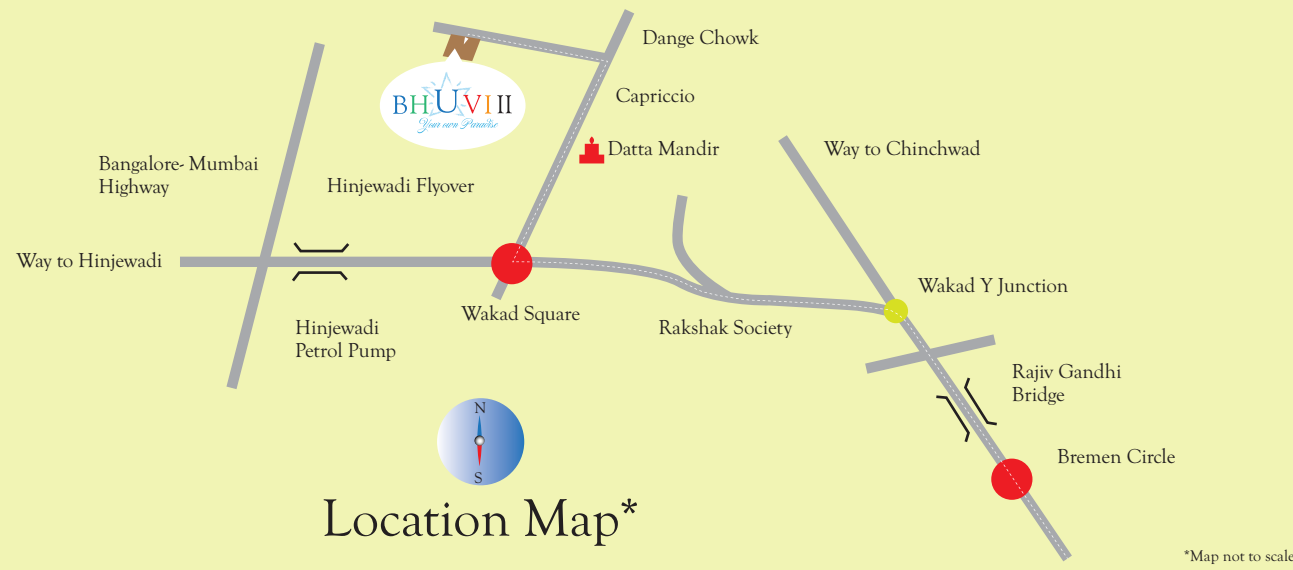 Dange Chowk
Capriccio
BHUVI II
Your own Paradise
Datta Mandir
Way to Chinchwad
Bangalore- Mumbai
Highway
Hinjewadi Flyover
Way to Hinjewadi
Wakad Y Junction
Wakad Square
Hinjewadi
Petrol Pump
Rakshak Society
Rajiv Gandhi
Bridge
N
S
Bremen Circle
Location Map*
*Map not to scale